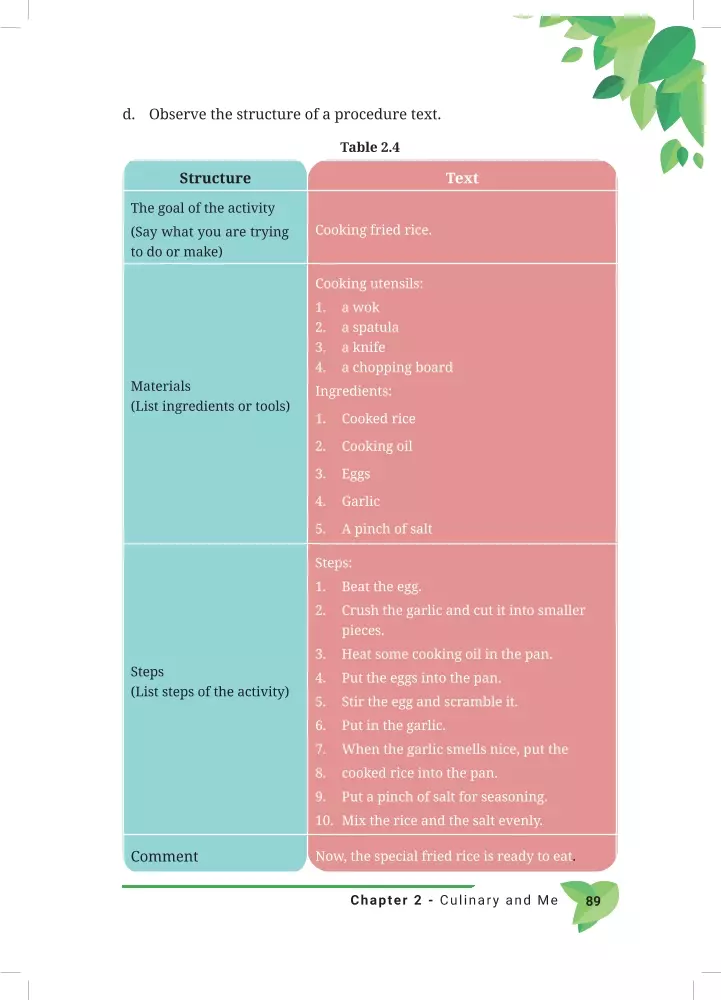 d. Observe the structure of a procedure text.
Table 2.4
Structure
Text
The goal of the activity
(Say what you are trying
to do or make)
Cooking fried rice.
Materials
(List ingredients or tools)
Cooking utensils:
1. a wok
2. a spatula
3. a knife
4. a chopping board
Ingredients:
1. Cooked rice
2. Cooking oil
3. Eggs
4. Garlic
5. A pinch of salt
Steps
(List steps of the activity)
Steps:
1. Beat the egg.
2. Crush the garlic and cut it into smaller
pieces.
3. Heat some cooking oil in the pan.
4. Put the eggs into the pan.
5. Stir the egg and scramble it.
6. Put in the garlic.
7. When the garlic smells nice, put the
8. cooked rice into the pan.
9. Put a pinch of salt for seasoning.
10. Mix the rice and the salt evenly.
Comment
Now, the special fried rice is ready to eat.
Chapter 2 - Culinary and Me
89